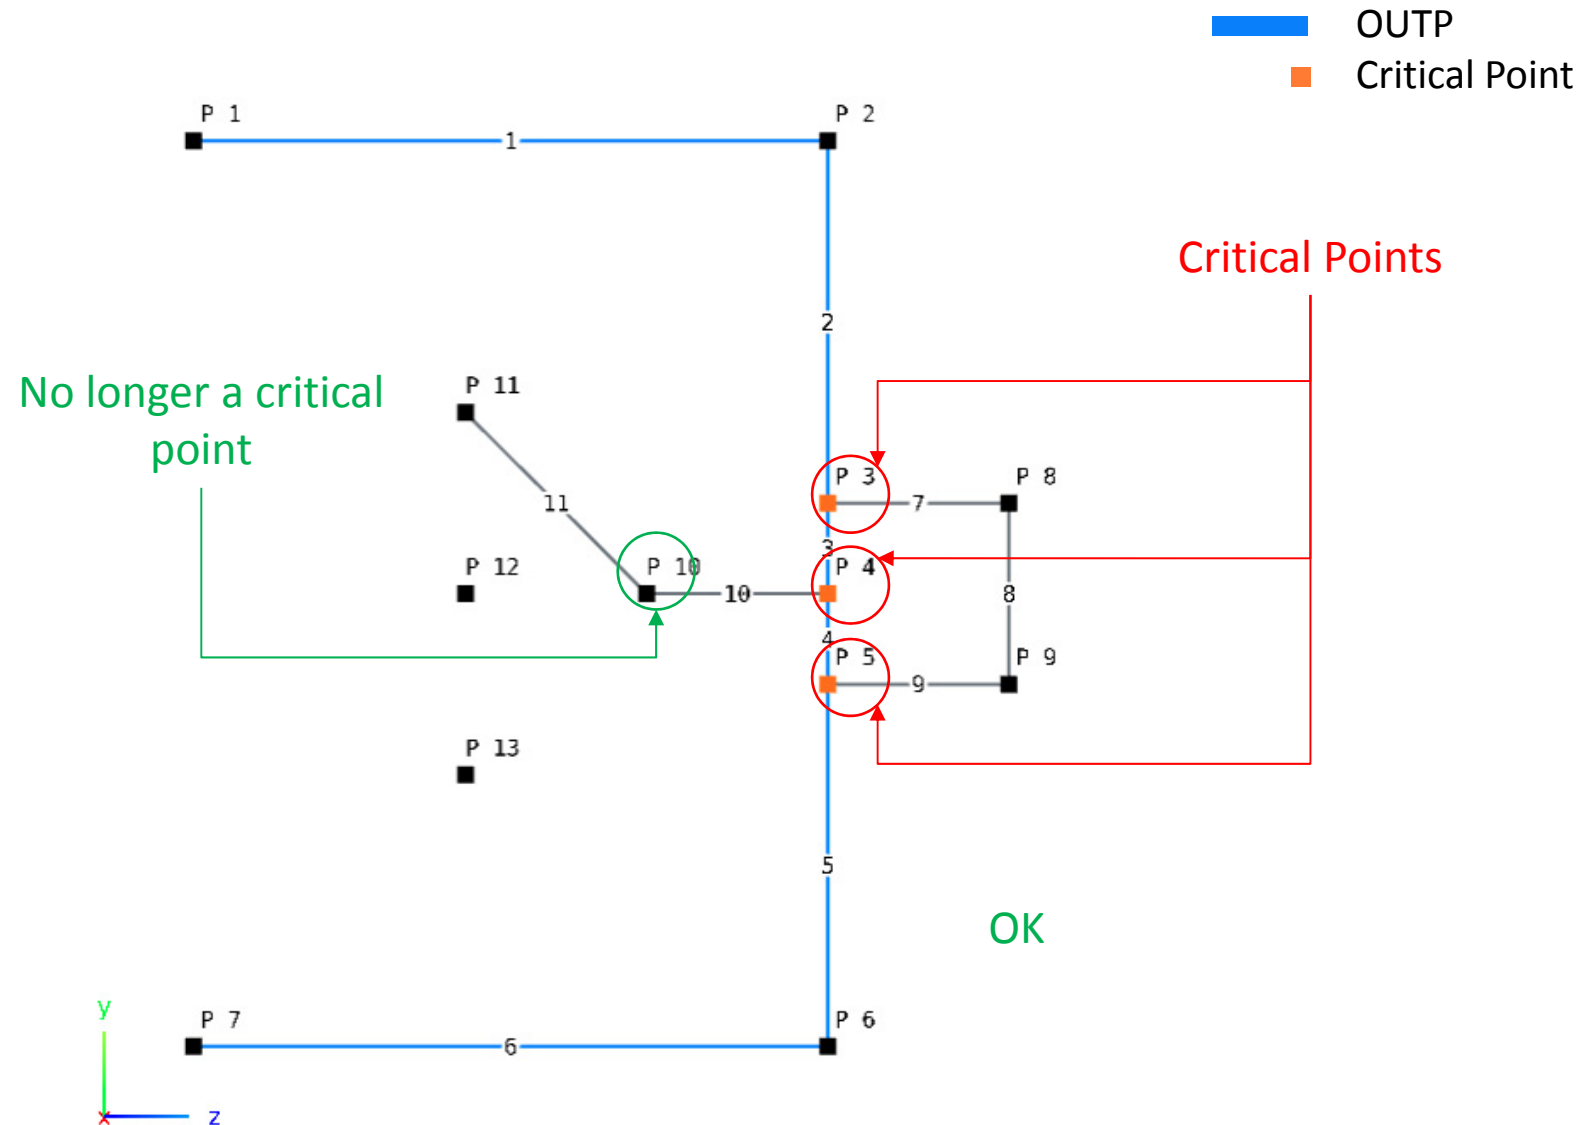 OUTP
Critical Point
P 1
P 2
1
Critical Points
2
No longer a critical
point
P 11
P 3
P 8
11
7
3
P 12
P 10
P 4
10
8
4
P 5
P 9
9
P 13
5
OK
y
P 7
P 6
6
x
z